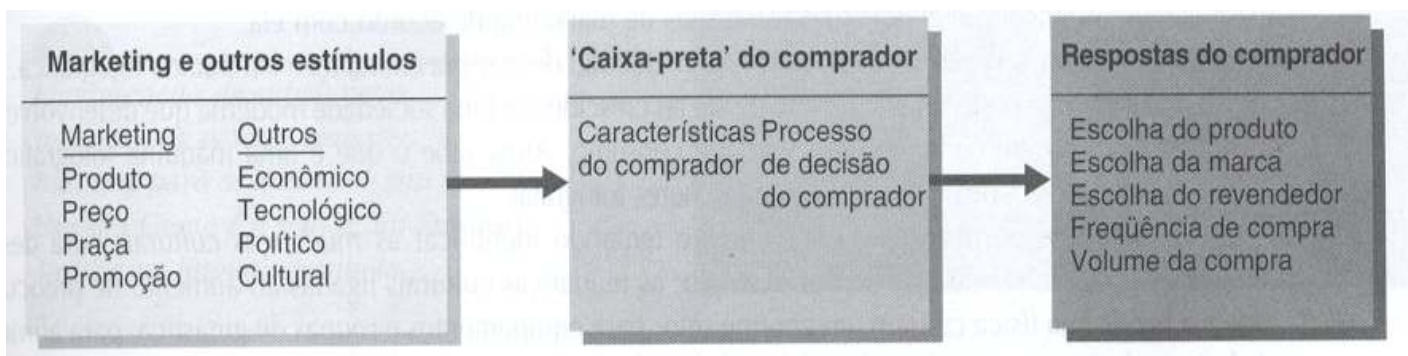 Marketing e outros estímulos
Marketing Outros
Produto Econômico
Preço Tecnológico
Praça Político
Promoção Cultural
'Caixa-preta' do comprador
Características Processo
do comprador de decisão
do comprador
Respostas do comprador
Escolha do produto
Escolha da marca
Escolha do revendedor
Freqüência de compra
Volume da compra